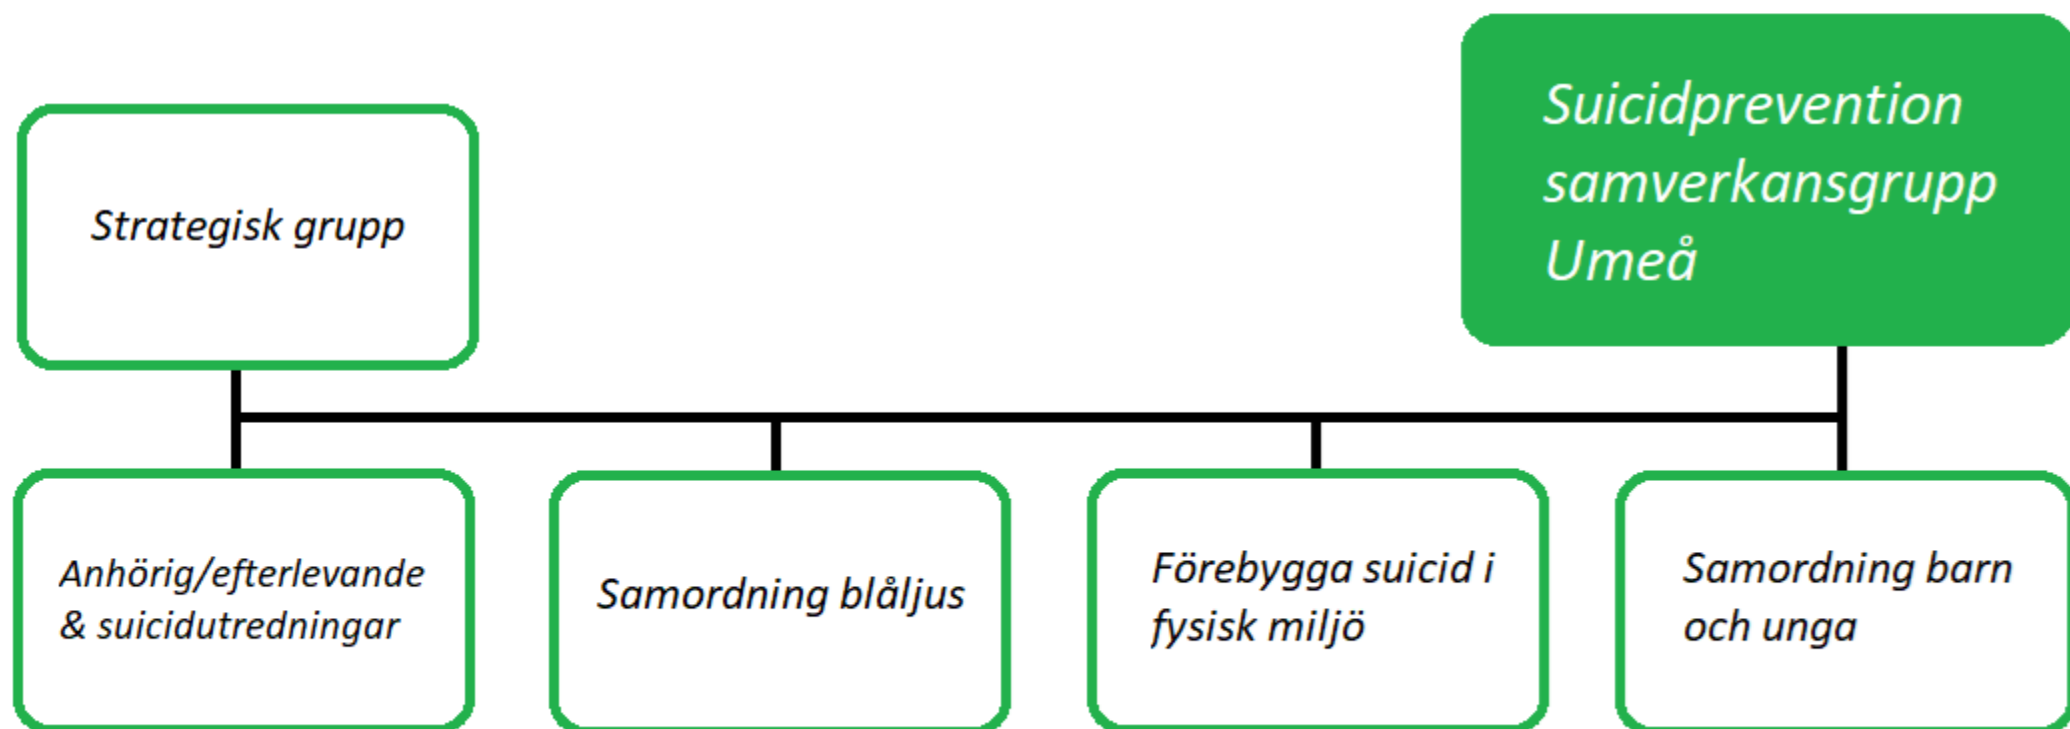 Strategisk grupp
Suicidprevention
samverkansgrupp
Umeå
Anhörig/efterlevande
& suicidutredningar
Samordning blåljus
Förebygga suicid i
fysisk miljö
Samordning barn
och unga